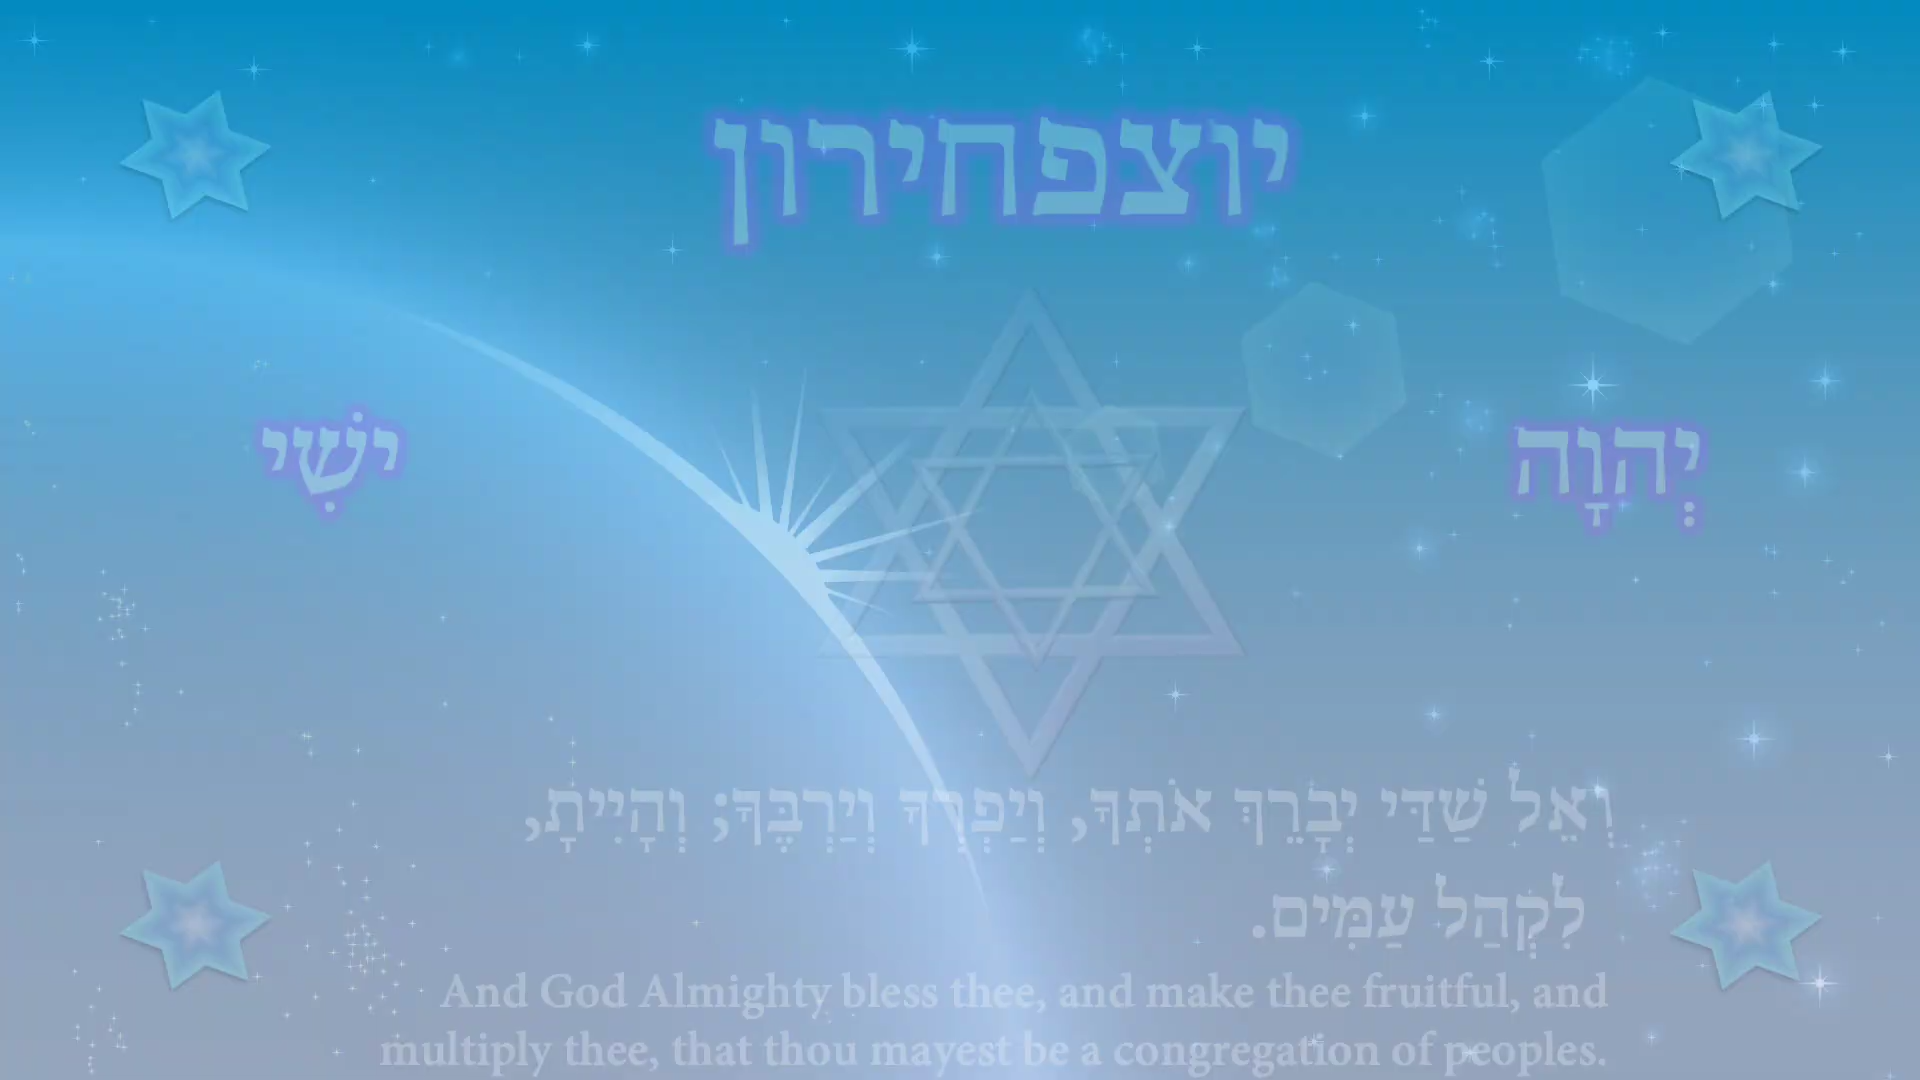 יוצפחירון
יְהוָה
ישִׁי
וְאֵל שַׁדַּי יְבָרֵךְ אֹתְךָ, וְיַפְרְךָ וְיַרְבֶּךָ; וְהָיִיתָ,
לִקְהַל עַמִּים.
And God Almighty bless thee, and make thee fruitful, and
multiply thee, that thou mayest be a congregation of peoples.